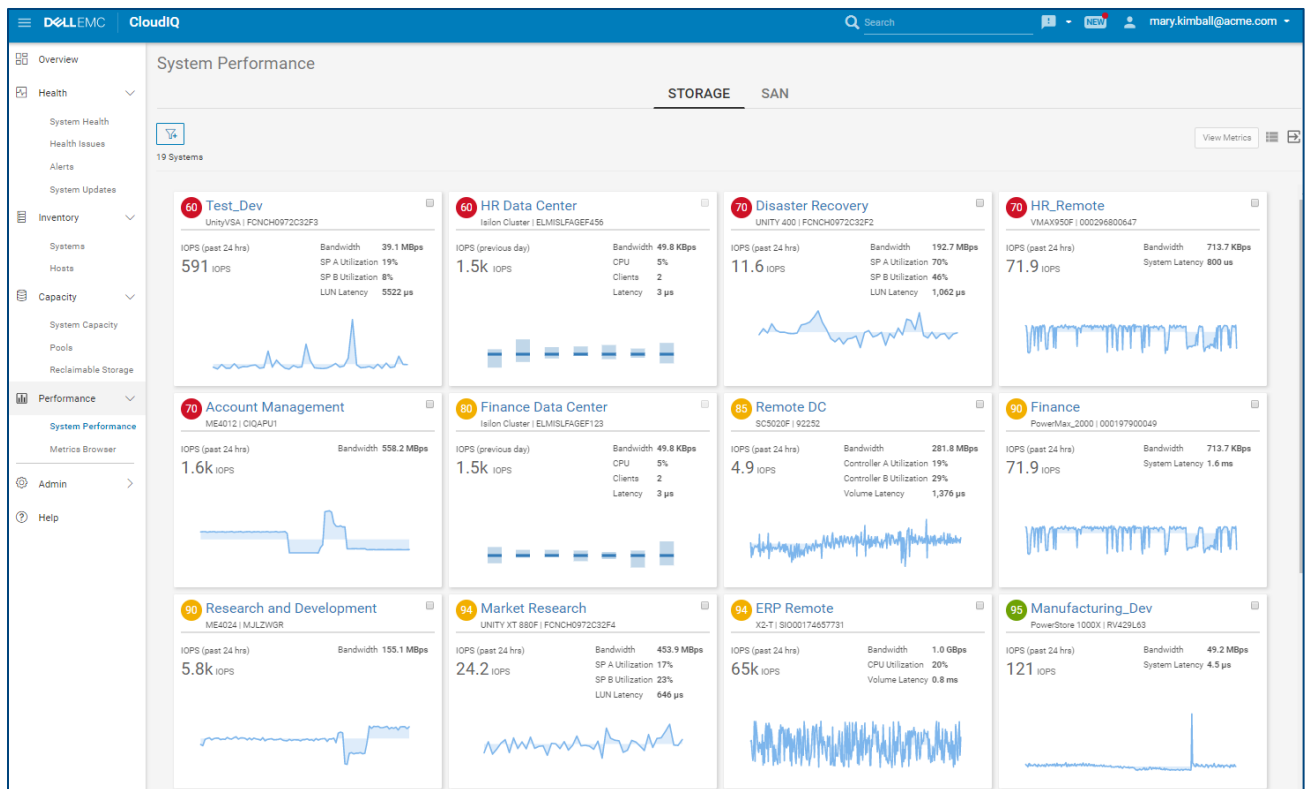 DELLEMC CloudIQ
Search
NEW
mary.kimball@acme.com
Overview
Health
System Health
Health Issues
Alerts
System Updates
Inventory
Systems
Hosts
Capacity
System Capacity
Pools
Reclaimable Storage
Performance
System Performance
Metrics Browser
Admin
Help
System Performance
STORAGE SAN
View Metrics
19 Systems
60 Test_Dev
UnityVSA | FCNCH0972C32F3
IOPS (past 24 hrs)
591 IOPS
Bandwidth 39.1 MBps
SP A Utilization 19%
SP B Utilization 8%
LUN Latency 5522 µs
60 HR Data Center
Isilon Cluster | ELMISLFAGEF456
IOPS (previous day)
1.5k IOPS
Bandwidth 49.8 KBps
CPU 5%
Clients 2
Latency 3 µs
70 Disaster Recovery
UNITY 400 | FCNCH0972C32F2
IOPS (past 24 hrs)
11.6 IOPS
Bandwidth 192.7 MBps
SP A Utilization 70%
SP B Utilization 46%
LUN Latency 1,062 µs
70 HR_Remote
VMAX950F | 000296800647
IOPS (past 24 hrs)
71.9 IOPS
Bandwidth 713.7 KBps
System Latency 800 us
70 Account Management
ME4012 | CIQAPU1
IOPS (past 24 hrs)
1.6k IOPS
Bandwidth 558.2 MBps
80 Finance Data Center
Isilon Cluster | ELMISLFAGEF123
IOPS (previous day)
1.5k IOPS
Bandwidth 49.8 KBps
CPU 5%
Clients 2
Latency 3 µs
85 Remote DC
SC5020F | 92252
IOPS (past 24 hrs)
4.9 IOPS
Bandwidth 281.8 MBps
Controller A Utilization 19%
Controller B Utilization 29%
Volume Latency 1,376 µs
90 Finance
PowerMax_2000 | 000197900049
IOPS (past 24 hrs)
71.9 IOPS
Bandwidth 713.7 KBps
System Latency 1.6 ms
90 Research and Development
ME4024 | MJLZWGR
IOPS (past 24 hrs)
5.8k IOPS
Bandwidth 155.1 MBps
94 Market Research
UNITY XT 880F | FCNCH0972C32F4
IOPS (past 24 hrs)
24.2 IOPS
Bandwidth 453.9 MBps
SP A Utilization 17%
SP B Utilization 23%
LUN Latency 646 µs
94 ERP Remote
X2-T | SIO00174657731
IOPS (past 24 hrs)
65k IOPS
Bandwidth 1.0 GBps
CPU Utilization 20%
Volume Latency 0.8 ms
95 Manufacturing_Dev
PowerStore 1000X | RV429L63
IOPS (past 24 hrs)
121 IOPS
Bandwidth 49.2 MBps
System Latency 4.5 µs